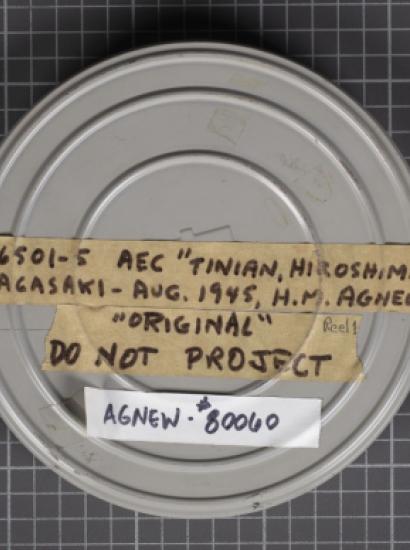 6501-5 AEC "TINIAN, HIROSHIM
AGASAKI - AUG. 1945, H.M. AGNE
"ORIGINAL" Reel 1
DO NOT PROJECT
AGNEW - #80060